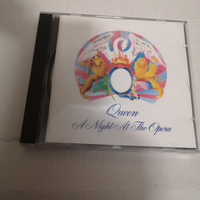 Queen
A Night At The Opera